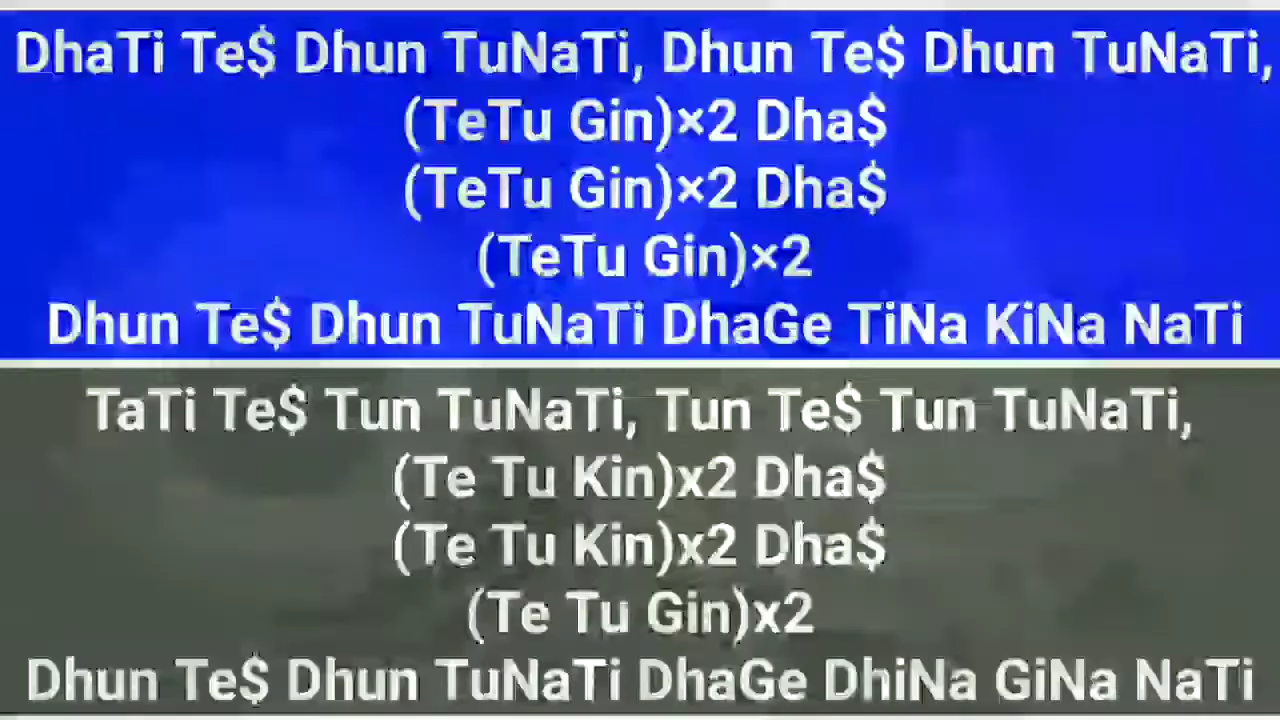 DhaTi Te$ Dhun TuNaTi, Dhun Te$ Dhun TuNaTi,
(TeTu Gin)×2 Dha$
(TeTu Gin)×2 Dha$
(TeTu Gin)×2
Dhun Te$ Dhun TuNaTi DhaGe TiNa KiNa NaTi
TaTi Te$ Tun TuNaTi, Tun Te$ Tun TuNaTi,
(Te Tu Kin)x2 Dha$
(Te Tu Kin)x2 Dha$
(Te Tu Gin)x2
Dhun Te$ Dhun TuNaTi DhaGe DhiNa GiNa NaTi